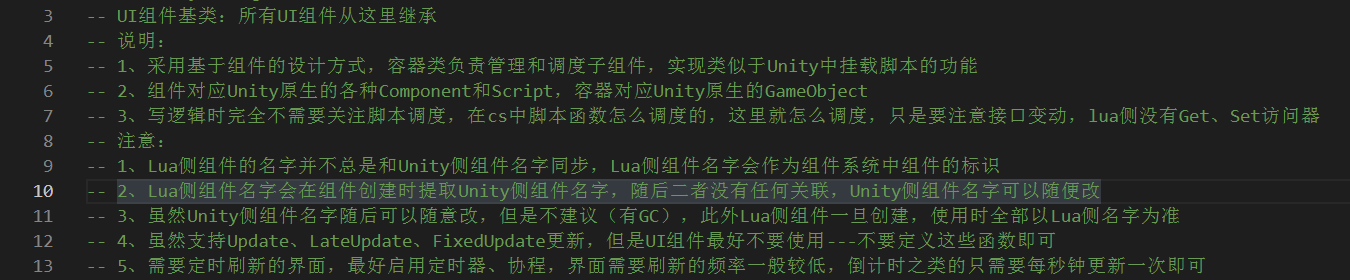 3 -- UI组件基类：所有UI组件从这里继承
4 -- 说明：
5 -- 1、采用基于组件的设计方式，容器类负责管理和调度子组件，实现类似于Unity中挂载脚本的功能
6 -- 2、组件对应Unity原生的各种Component和Script，容器对应Unity原生的GameObject
7 -- 3、写逻辑时完全不需要关注脚本调度，在cs中脚本函数怎么调度的，这里就怎么调度，只是要注意接口变动，lua侧没有Get、Set访问器
8 -- 注意：
9 -- 1、Lua侧组件的名字并不总是和Unity侧组件名字同步，Lua侧组件名字会作为组件系统中组件的标识
10 -- 2、Lua侧组件名字会在组件创建时提取Unity侧组件名字，随后二者没有任何关联，Unity侧组件名字可以随便改
11 -- 3、虽然Unity侧组件名字随后可以随意改，但是不建议（有GC），此外Lua侧组件一旦创建，使用时全部以Lua侧名字为准
12 -- 4、虽然支持Update、LateUpdate、FixedUpdate更新，但是UI组件最好不要使用---不要定义这些函数即可
13 -- 5、需要定时刷新的界面，最好启用定时器、协程，界面需要刷新的频率一般较低，倒计时之类的只需要每秒钟更新一次即可